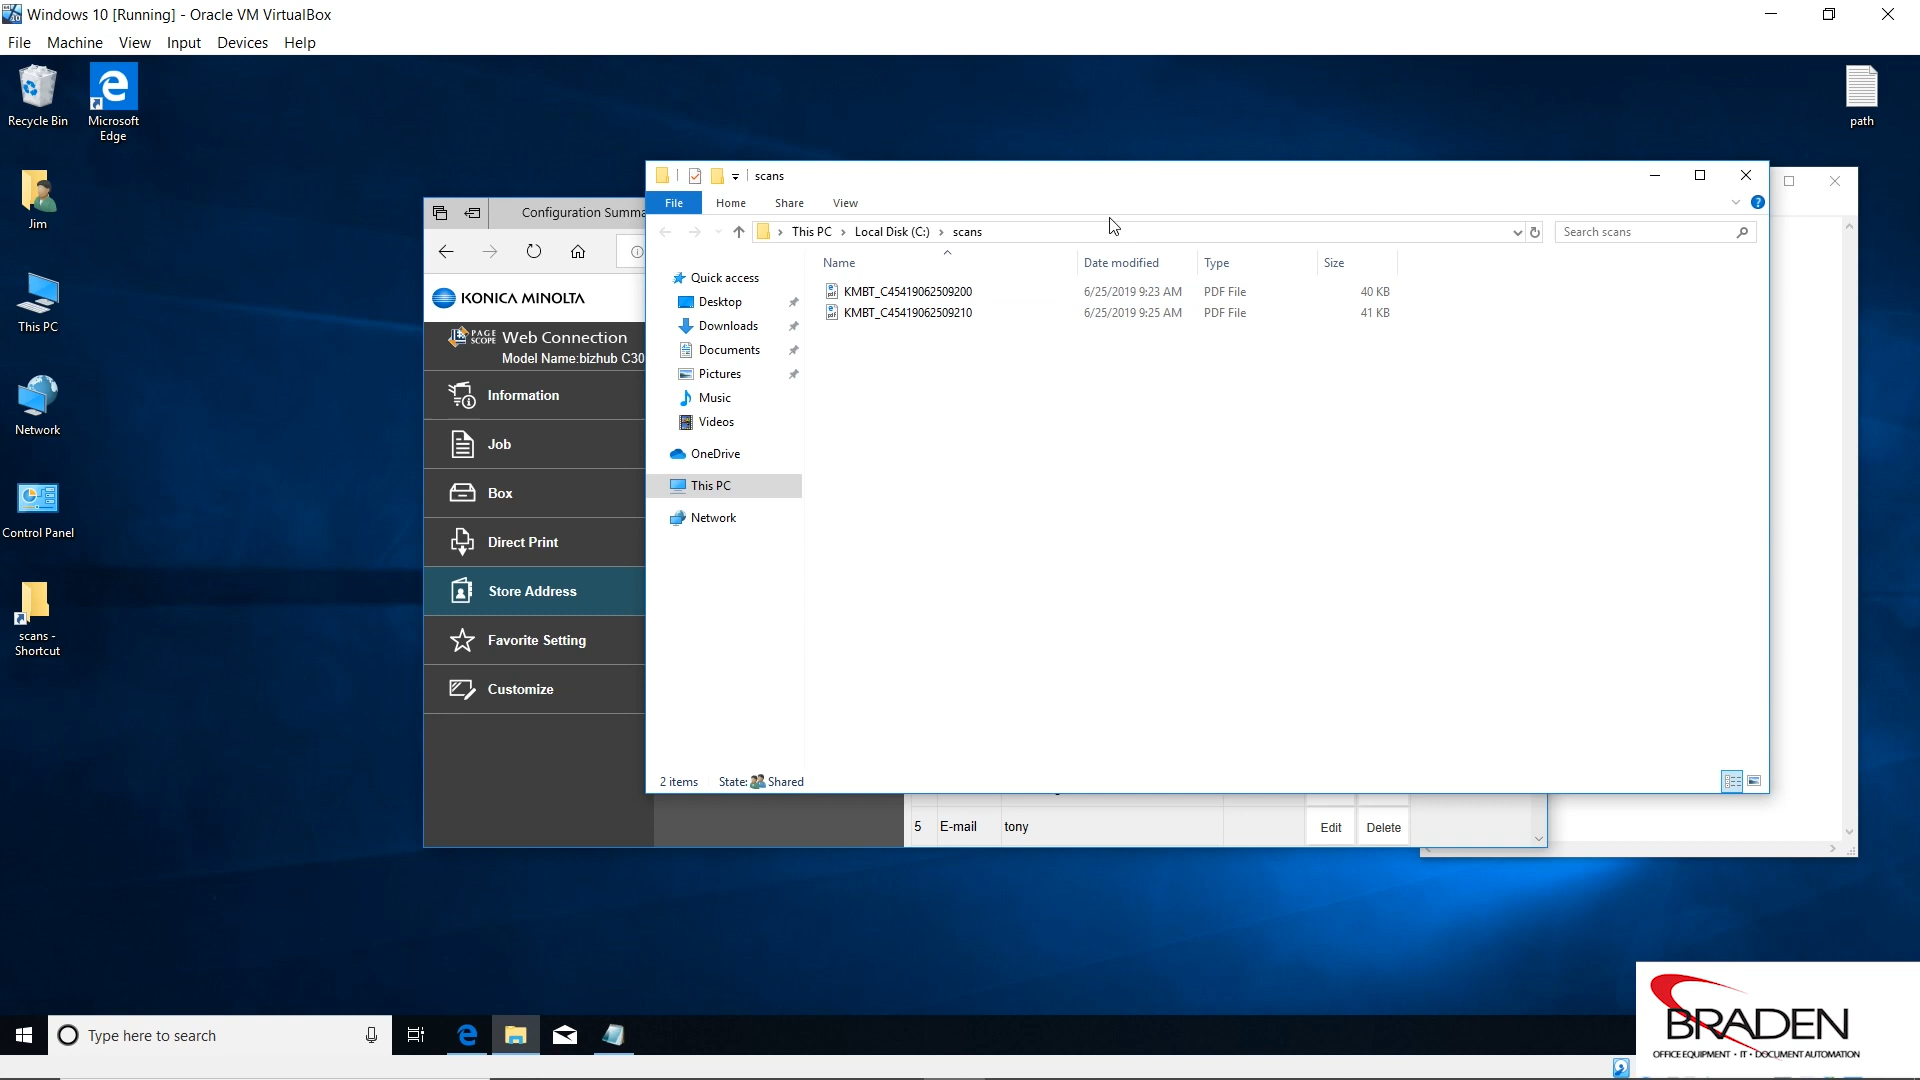 Windows 10 [Running] - Oracle VM VirtualBox
File Machine View Input Devices Help
Recycle Bin
Microsoft
Edge
path
Jim
This PC
Network
Control Panel
scans -
Shortcut
Configuration Summa
KONICA MINOLTA
PAGE
SCOPE
Web Connection
Model Name:bizhub C30
Information
Job
Box
Direct Print
Store Address
Favorite Setting
Customize
scans
File Home Share View
This PC > Local Disk (C:) > scans
Search scans
Name Date modified Type Size
KMBT_C45419062509200 6/25/2019 9:23 AM PDF File 40 KB
KMBT_C45419062509210 6/25/2019 9:25 AM PDF File 41 KB
Quick access
Desktop
Downloads
Documents
Pictures
Music
Videos
OneDrive
This PC
Network
2 items State: Shared
5 E-mail tony Edit Delete
Type here to search
BRADEN
OFFICE EQUIPMENT • IT • DOCUMENT AUTOMATION